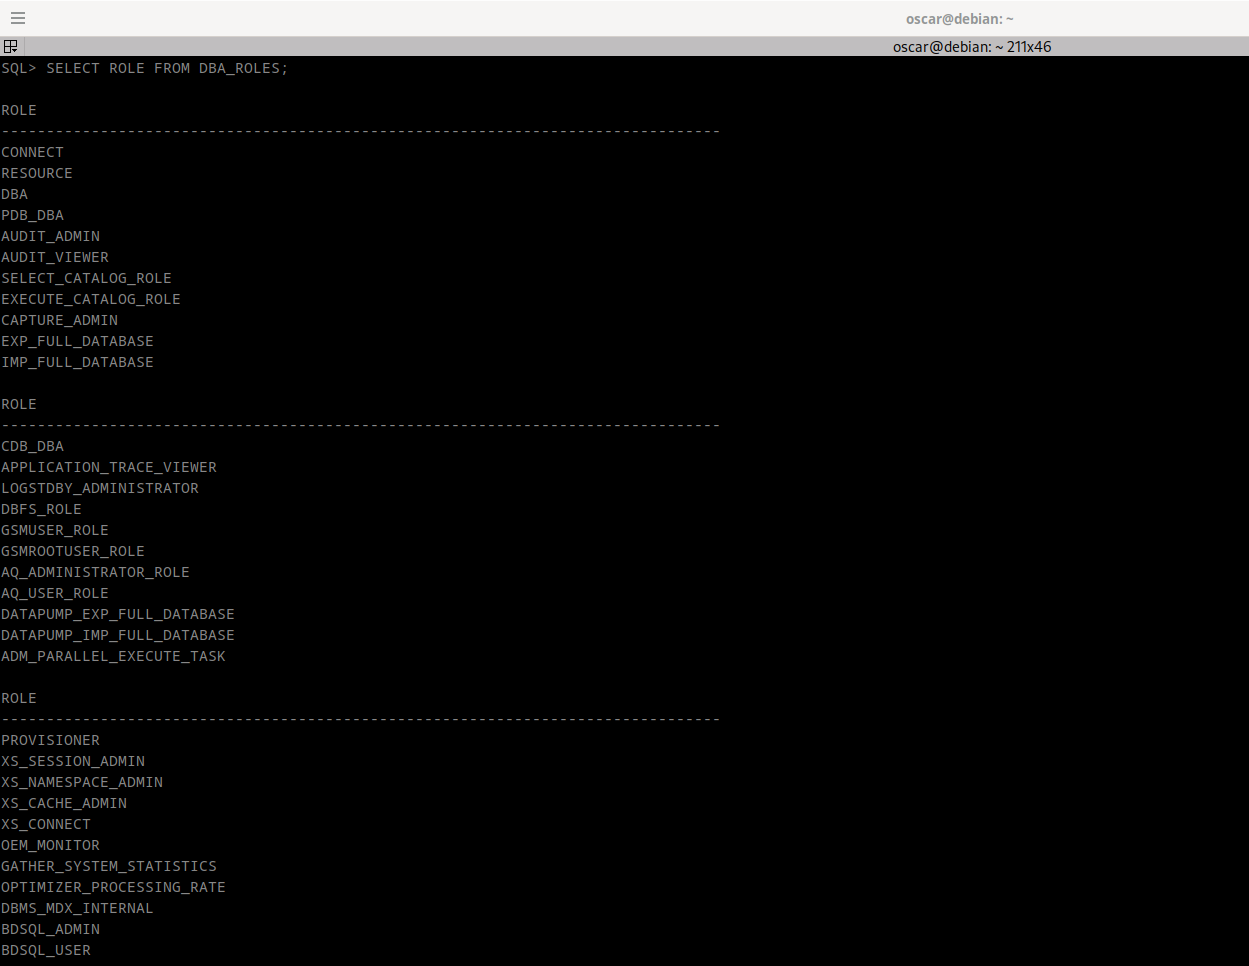 oscar@debian: ~
oscar@debian: ~ 211x46
SQL> SELECT ROLE FROM DBA_ROLES;
ROLE
--------------------------------------------------------------------------------
CONNECT
RESOURCE
DBA
PDB_DBA
AUDIT_ADMIN
AUDIT_VIEWER
SELECT_CATALOG_ROLE
EXECUTE_CATALOG_ROLE
CAPTURE_ADMIN
EXP_FULL_DATABASE
IMP_FULL_DATABASE
ROLE
--------------------------------------------------------------------------------
CDB_DBA
APPLICATION_TRACE_VIEWER
LOGSTDBY_ADMINISTRATOR
DBFS_ROLE
GSMUSER_ROLE
GSMROOTUSER_ROLE
AQ_ADMINISTRATOR_ROLE
AQ_USER_ROLE
DATAPUMP_EXP_FULL_DATABASE
DATAPUMP_IMP_FULL_DATABASE
ADM_PARALLEL_EXECUTE_TASK
ROLE
--------------------------------------------------------------------------------
PROVISIONER
XS_SESSION_ADMIN
XS_NAMESPACE_ADMIN
XS_CACHE_ADMIN
XS_CONNECT
OEM_MONITOR
GATHER_SYSTEM_STATISTICS
OPTIMIZER_PROCESSING_RATE
DBMS_MDX_INTERNAL
BDSQL_ADMIN
BDSQL_USER